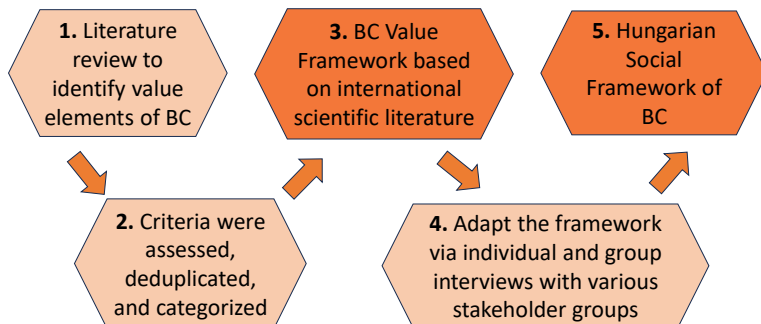 1. Literature
review to
identify value
elements of BC
2. Criteria were
assessed,
deduplicated,
and categorized
3. BC Value
Framework based
on international
scientific literature
4. Adapt the framework
via individual and group
interviews with various
stakeholder groups
5. Hungarian
Social
Framework of
BC